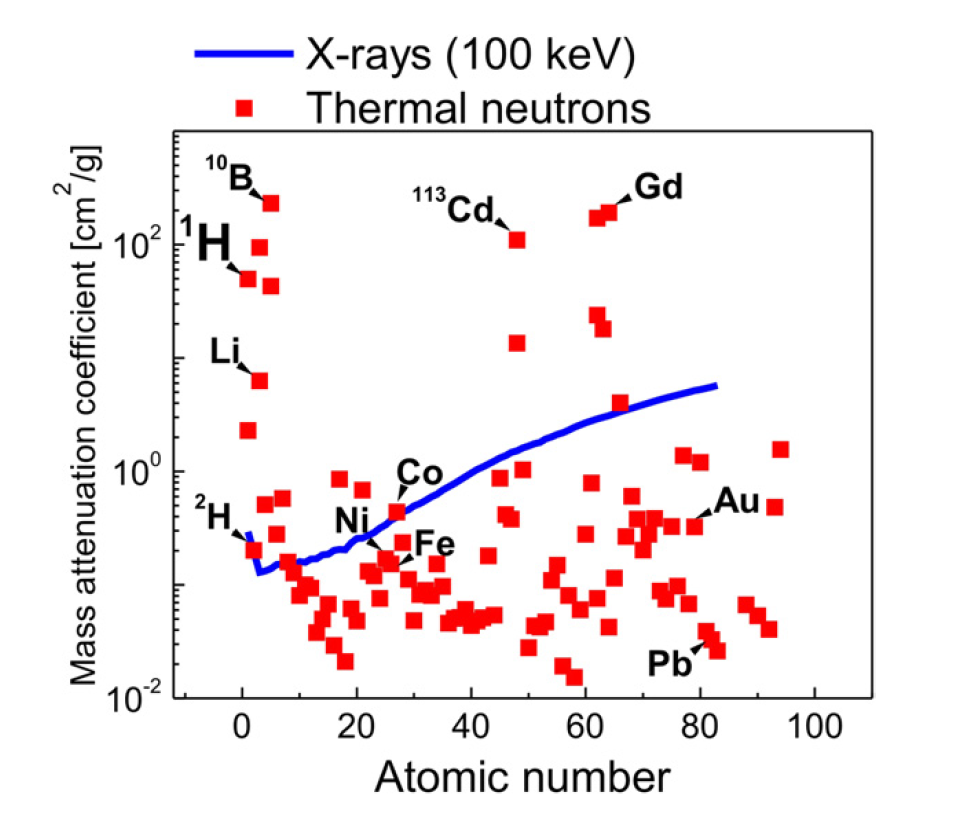 X-rays (100 keV)
Thermal neutrons
Mass attenuation coefficient [cm²/g]
10²
10⁰
10⁻²
¹⁰B
¹H
Li
²H
¹¹³Cd
Gd
Co
Ni
Fe
Au
Pb
0 20 40 60 80 100
Atomic number